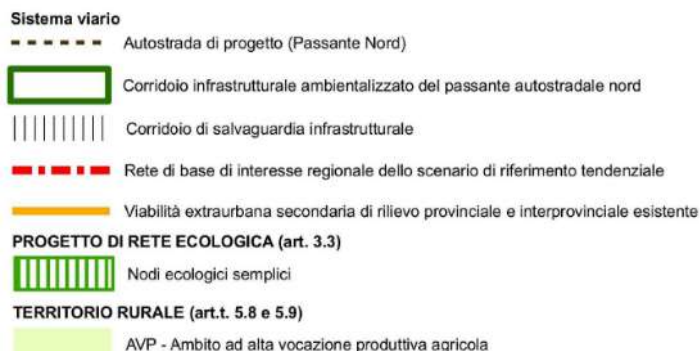 Sistema viario
Autostrada di progetto (Passante Nord)
Corridoio infrastrutturale ambientalizzato del passante autostradale nord
Corridoio di salvaguardia infrastrutturale
Rete di base di interesse regionale dello scenario di riferimento tendenziale
Viabilità extraurbana secondaria di rilievo provinciale e interprovinciale esistente
PROGETTO DI RETE ECOLOGICA (art. 3.3)
Nodi ecologici semplici
TERRITORIO RURALE (art.t. 5.8 e 5.9)
AVP - Ambito ad alta vocazione produttiva agricola